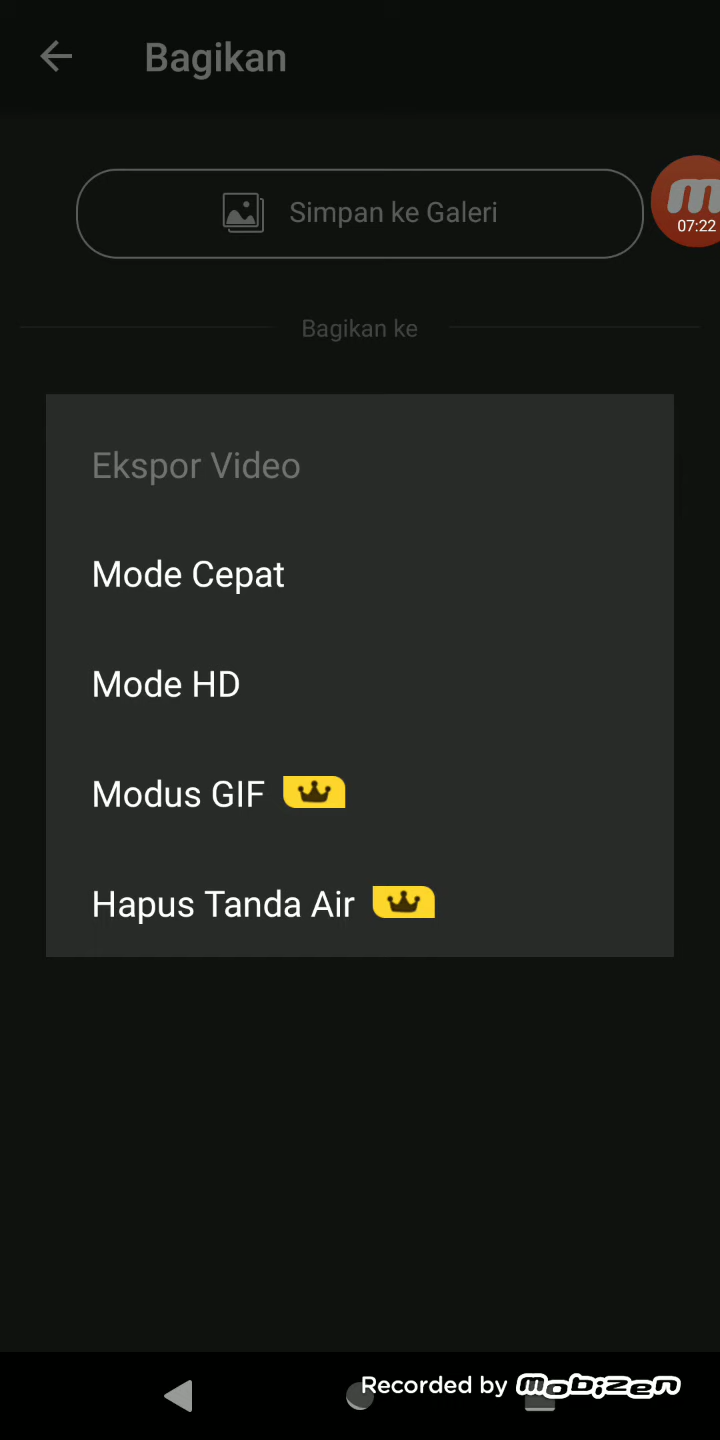 Bagikan
Simpan ke Galeri
07:22
Bagikan ke
Ekspor Video
Mode Cepat
Mode HD
Modus GIF
Hapus Tanda Air
Recorded by mobizen